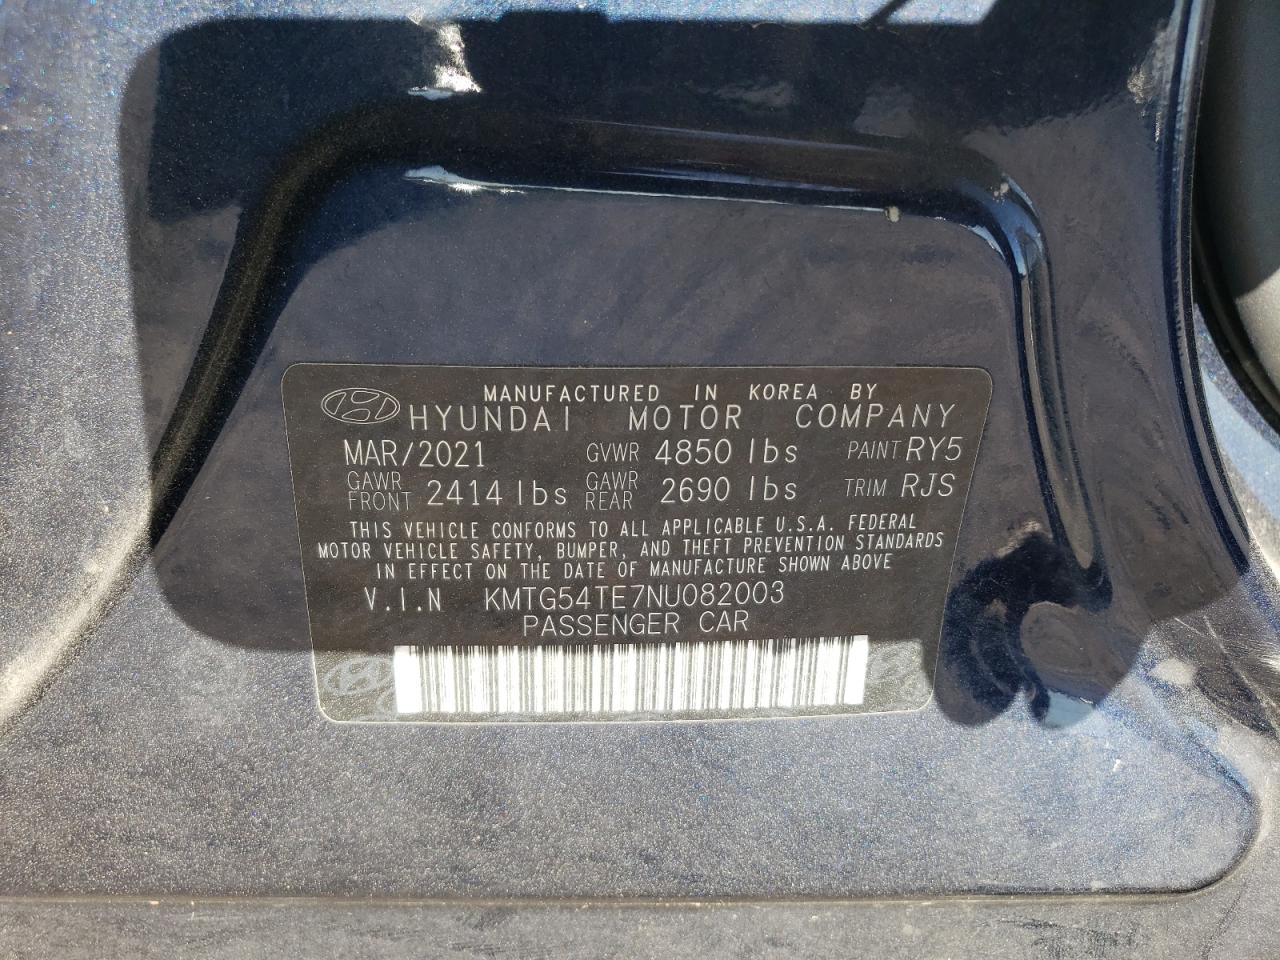 MANUFACTURED IN KOREA BY
HYUNDAI MOTOR COMPANY
MAR/2021 GVWR 4850 lbs PAINT RY5
GAWR FRONT 2414 lbs GAWR REAR 2690 lbs TRIM RJS
THIS VEHICLE CONFORMS TO ALL APPLICABLE U.S.A. FEDERAL
MOTOR VEHICLE SAFETY, BUMPER, AND THEFT PREVENTION STANDARDS
IN EFFECT ON THE DATE OF MANUFACTURE SHOWN ABOVE
V.I.N KMTG54TE7NU082003
PASSENGER CAR